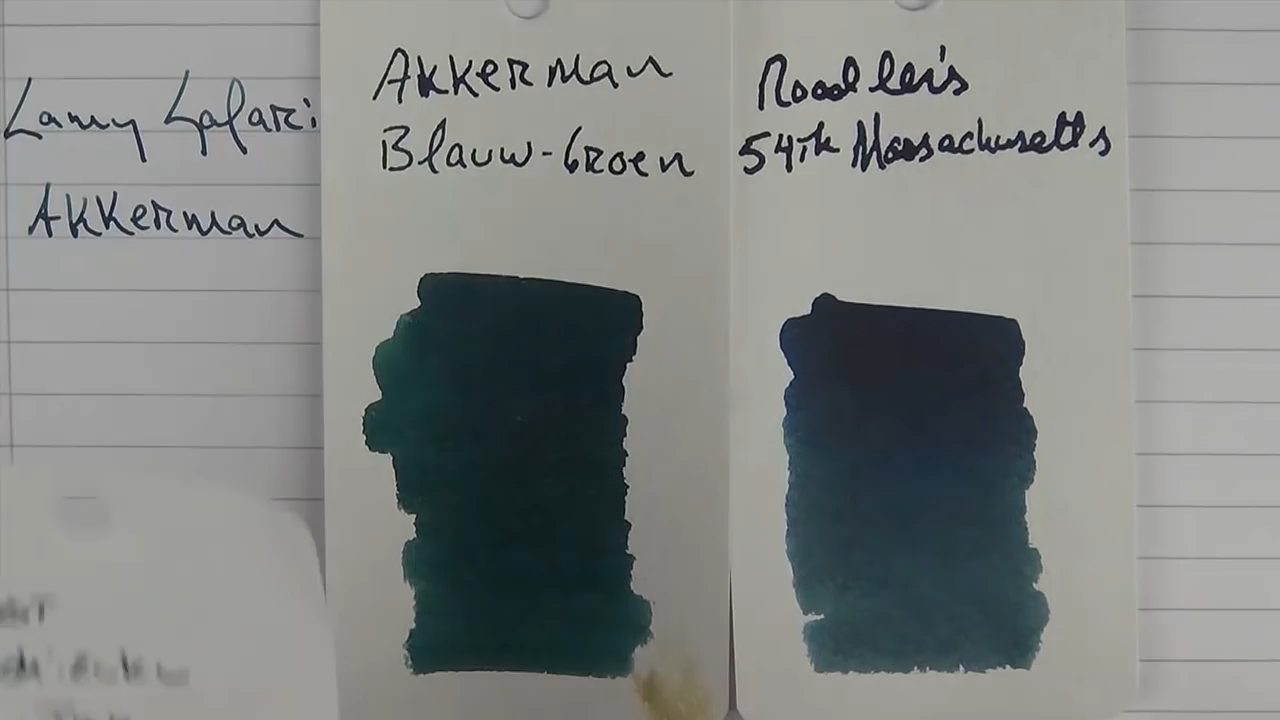 Lamy Safari
Akkerman
Akkerman
Blauw-Groen
Noodler's
54th Massachusetts